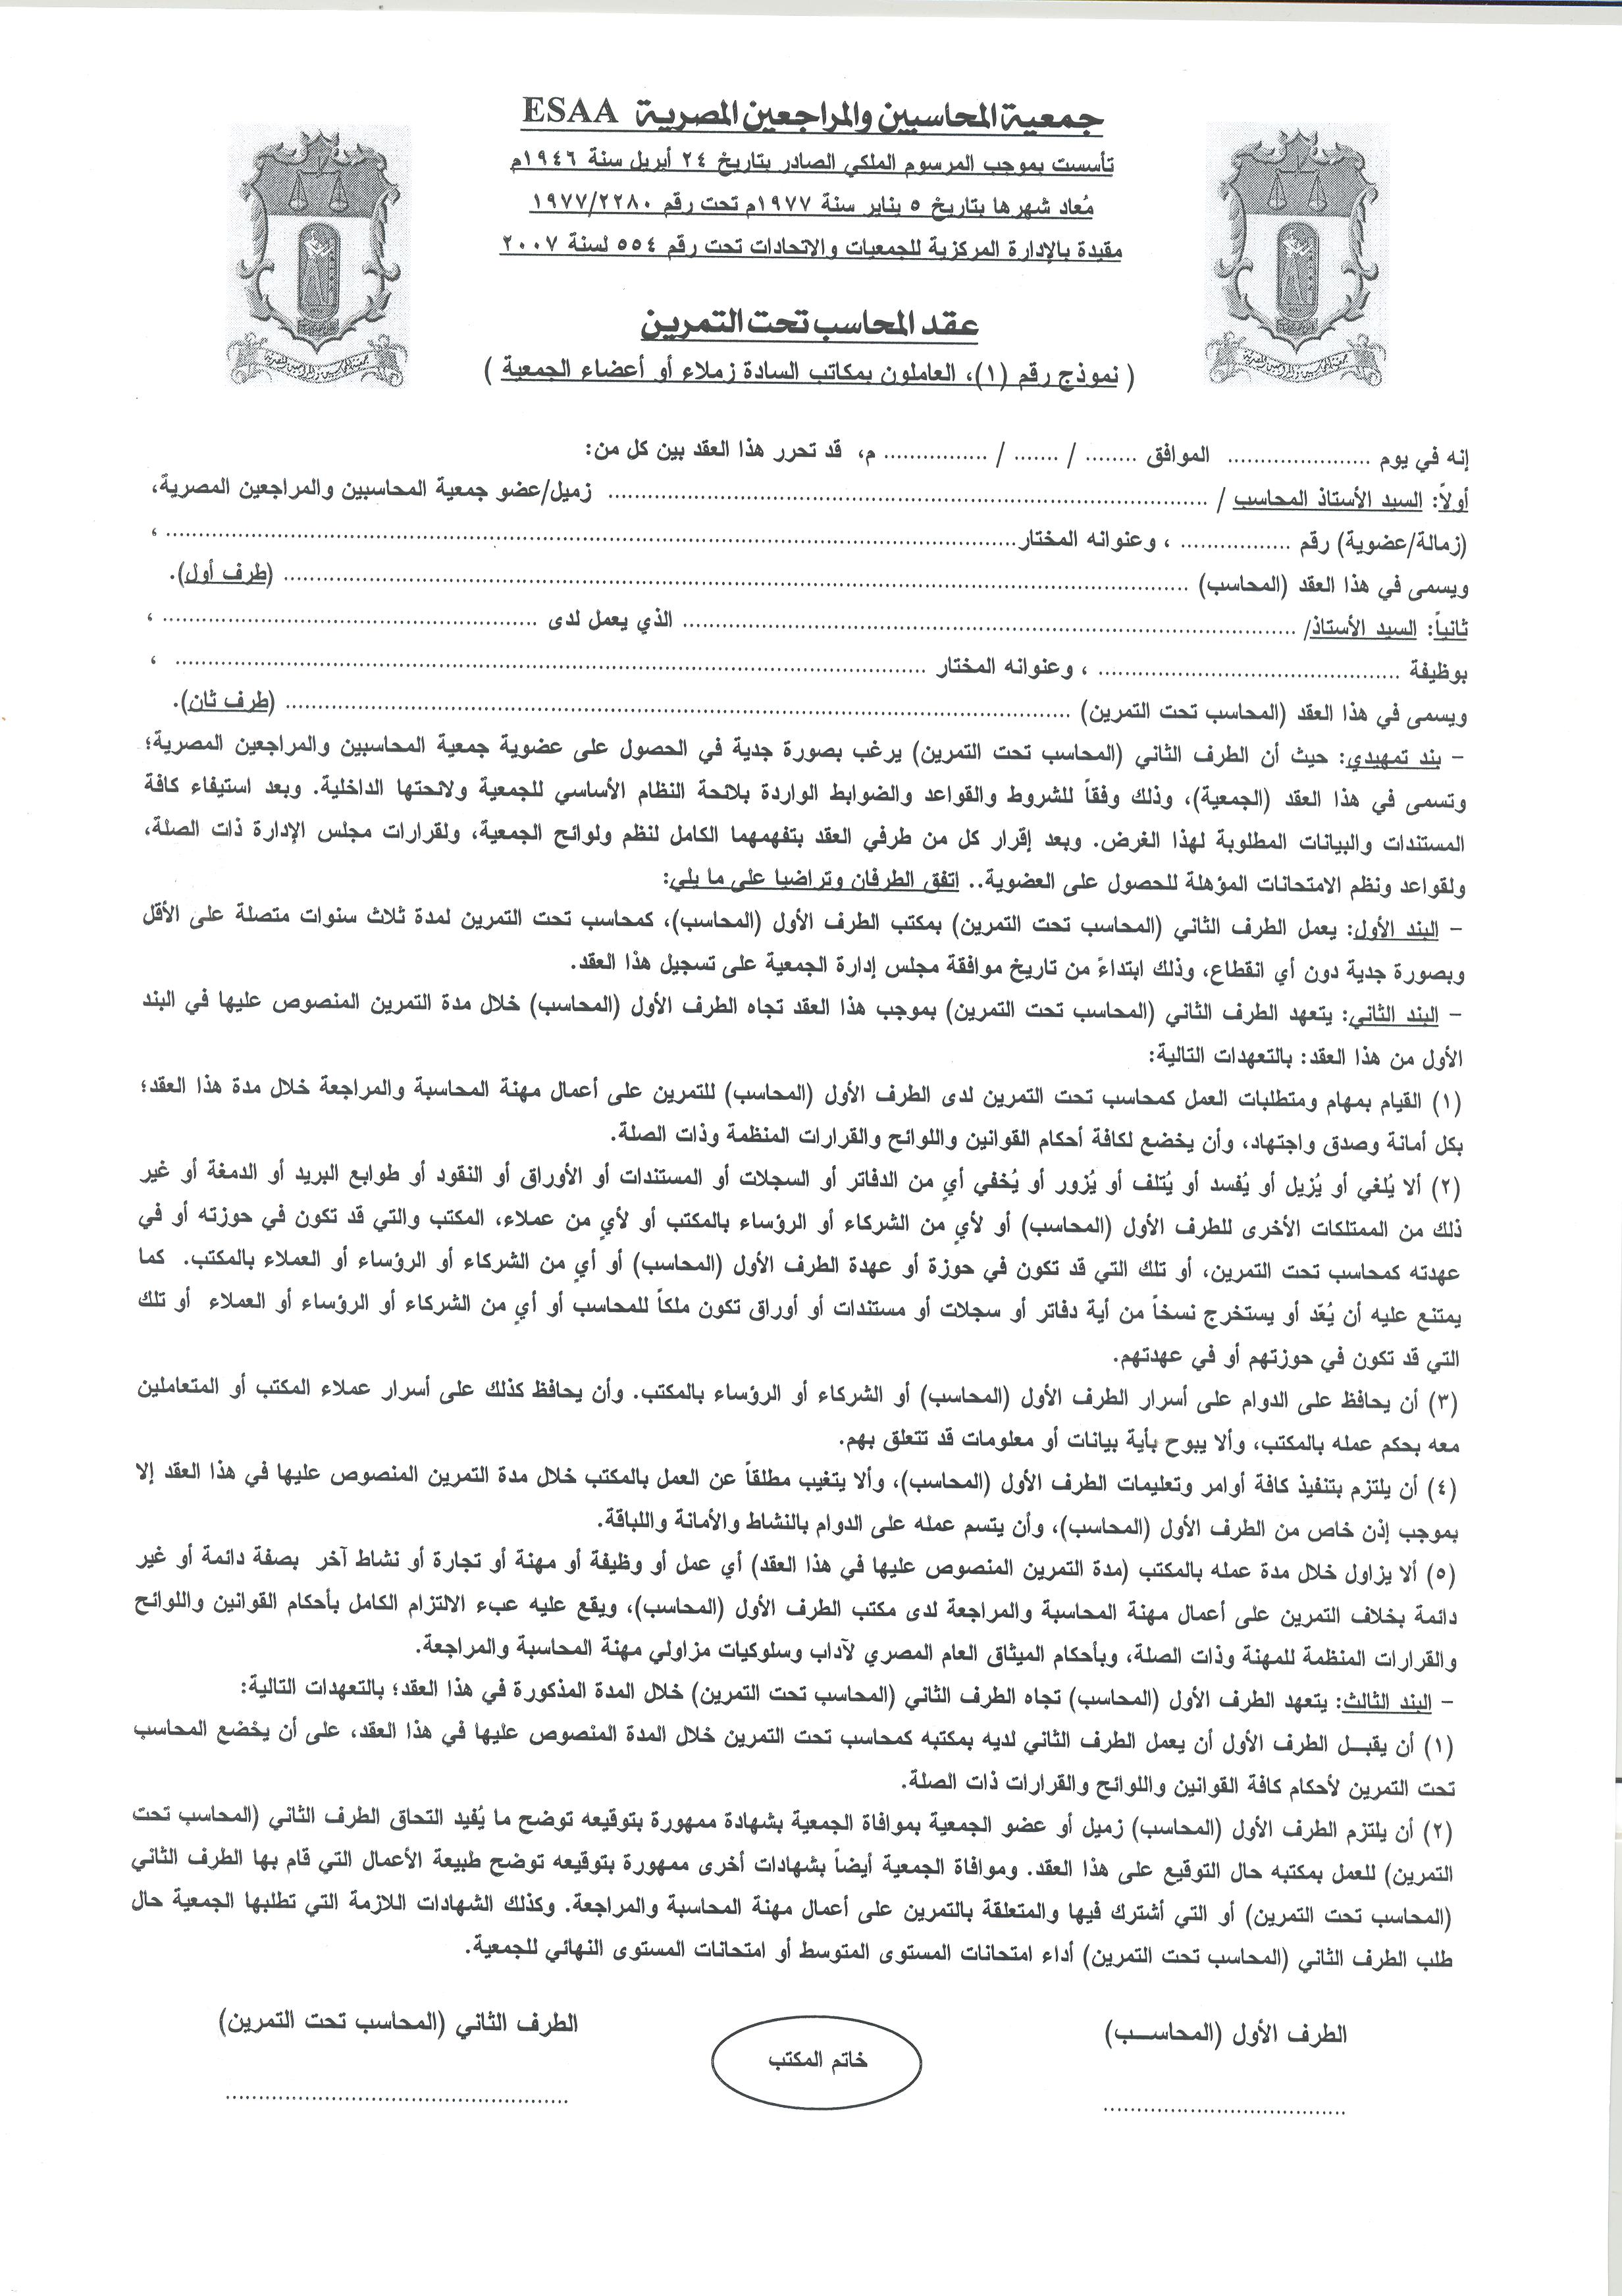 جمعية المحاسبين والمراجعين المصرية ESAA
تأسست بموجب المرسوم الملكي الصادر بتاريخ ٢٤ أبريل سنة ١٩٤٦م
مُعاد شهرها بتاريخ ٥ يناير سنة ١٩٧٧م تحت رقم ١٩٧٧/٢٢٨٠
مقيدة بالإدارة المركزية للجمعيات والاتحادات تحت رقم ٥٥٤ لسنة ٢٠٠٧
عقد المحاسب تحت التمرين
( نموذج رقم (١)، العاملون بمكاتب السادة زملاء أو أعضاء الجمعية )
إنه في يوم ..................... الموافق ........ / ....... / ................ م، قد تحرر هذا العقد بين كل من:
أولاً: السيد الأستاذ المحاسب / ................................................................ زميل/عضو جمعية المحاسبين والمراجعين المصرية،
(زمالة/عضوية) رقم ................ ، وعنوانه المختار................................................................ ،
ويسمى في هذا العقد (المحاسب) ................................................................ (طرف أول).
ثانياً: السيد الأستاذ/ ................................................................ الذي يعمل لدى ................................................ ،
بوظيفة ................................................ ، وعنوانه المختار ................................................................ ،
ويسمى في هذا العقد (المحاسب تحت التمرين) ................................................................ (طرف ثان).
– بند تمهيدي: حيث أن الطرف الثاني (المحاسب تحت التمرين) يرغب بصورة جدية في الحصول على عضوية جمعية المحاسبين والمراجعين المصرية؛
وتسمى في هذا العقد (الجمعية)، وذلك وفقاً للشروط والقواعد والضوابط الواردة بلائحة النظام الأساسي للجمعية ولائحتها الداخلية. وبعد استيفاء كافة
المستندات والبيانات المطلوبة لهذا الغرض. وبعد إقرار كل من طرفي العقد بتفهمهما الكامل لنظم ولوائح الجمعية، ولقرارات مجلس الإدارة ذات الصلة،
ولقواعد ونظم الامتحانات المؤهلة للحصول على العضوية.. اتفق الطرفان وتراضيا على ما يلي:
– البند الأول: يعمل الطرف الثاني (المحاسب تحت التمرين) بمكتب الطرف الأول (المحاسب)، كمحاسب تحت التمرين لمدة ثلاث سنوات متصلة على الأقل
وبصورة جدية دون أي انقطاع، وذلك ابتداءً من تاريخ موافقة مجلس إدارة الجمعية على تسجيل هذا العقد.
– البند الثاني: يتعهد الطرف الثاني (المحاسب تحت التمرين) بموجب هذا العقد تجاه الطرف الأول (المحاسب) خلال مدة التمرين المنصوص عليها في البند
الأول من هذا العقد: بالتعهدات التالية:
(١) القيام بمهام ومتطلبات العمل كمحاسب تحت التمرين لدى الطرف الأول (المحاسب) للتمرين على أعمال مهنة المحاسبة والمراجعة خلال مدة هذا العقد؛
بكل أمانة وصدق واجتهاد، وأن يخضع لكافة أحكام القوانين واللوائح والقرارات المنظمة وذات الصلة.
(٢) ألا يُلغي أو يُزيل أو يُفسد أو يُتلف أو يُزور أو يُخفي أيٍ من الدفاتر أو السجلات أو المستندات أو الأوراق أو النقود أو طوابع البريد أو الدمغة أو غير
ذلك من الممتلكات الأخرى للطرف الأول (المحاسب) أو لأيٍ من الشركاء أو الرؤساء بالمكتب أو لأيٍ من عملاء، المكتب والتي قد تكون في حوزته أو في
عهدته كمحاسب تحت التمرين، أو تلك التي قد تكون في حوزة أو عهدة الطرف الأول (المحاسب) أو أيٍ من الشركاء أو الرؤساء أو العملاء بالمكتب. كما
يمتنع عليه أن يُعّد أو يستخرج نسخاً من أية دفاتر أو سجلات أو مستندات أو أوراق تكون ملكاً للمحاسب أو أيٍ من الشركاء أو الرؤساء أو العملاء أو تلك
التي قد تكون في حوزتهم أو في عهدتهم.
(٣) أن يحافظ على الدوام على أسرار الطرف الأول (المحاسب) أو الشركاء أو الرؤساء بالمكتب. وأن يحافظ كذلك على أسرار عملاء المكتب أو المتعاملين
معه بحكم عمله بالمكتب، وألا يبوح بأية بيانات أو معلومات قد تتعلق بهم.
(٤) أن يلتزم بتنفيذ كافة أوامر وتعليمات الطرف الأول (المحاسب)، وألا يتغيب مطلقاً عن العمل بالمكتب خلال مدة التمرين المنصوص عليها في هذا العقد إلا
بموجب إذن خاص من الطرف الأول (المحاسب)، وأن يتسم عمله على الدوام بالنشاط والأمانة واللباقة.
(٥) ألا يزاول خلال مدة عمله بالمكتب (مدة التمرين المنصوص عليها في هذا العقد) أي عمل أو وظيفة أو مهنة أو تجارة أو نشاط آخر بصفة دائمة أو غير
دائمة بخلاف التمرين على أعمال مهنة المحاسبة والمراجعة لدى مكتب الطرف الأول (المحاسب)، ويقع عليه عبء الالتزام الكامل بأحكام القوانين واللوائح
والقرارات المنظمة للمهنة وذات الصلة، وبأحكام الميثاق العام المصري لآداب وسلوكيات مزاولي مهنة المحاسبة والمراجعة.
– البند الثالث: يتعهد الطرف الأول (المحاسب) تجاه الطرف الثاني (المحاسب تحت التمرين) خلال المدة المذكورة في هذا العقد؛ بالتعهدات التالية:
(١) أن يقبل الطرف الأول أن يعمل الطرف الثاني لديه بمكتبه كمحاسب تحت التمرين خلال المدة المنصوص عليها في هذا العقد، على أن يخضع المحاسب
تحت التمرين لأحكام كافة القوانين واللوائح والقرارات ذات الصلة.
(٢) أن يلتزم الطرف الأول (المحاسب) زميل أو عضو الجمعية بموافاة الجمعية بشهادة ممهورة بتوقيعه توضح ما يُفيد التحاق الطرف الثاني (المحاسب تحت
التمرين) للعمل بمكتبه حال التوقيع على هذا العقد. وموافاة الجمعية أيضاً بشهادات أخرى ممهورة بتوقيعه توضح طبيعة الأعمال التي قام بها الطرف الثاني
(المحاسب تحت التمرين) أو التي أشترك فيها والمتعلقة بالتمرين على أعمال مهنة المحاسبة والمراجعة. وكذلك الشهادات اللازمة التي تطلبها الجمعية حال
طلب الطرف الثاني (المحاسب تحت التمرين) أداء امتحانات المستوى المتوسط أو امتحانات المستوى النهائي للجمعية.
الطرف الأول (المحاسب)
خاتم المكتب
الطرف الثاني (المحاسب تحت التمرين)